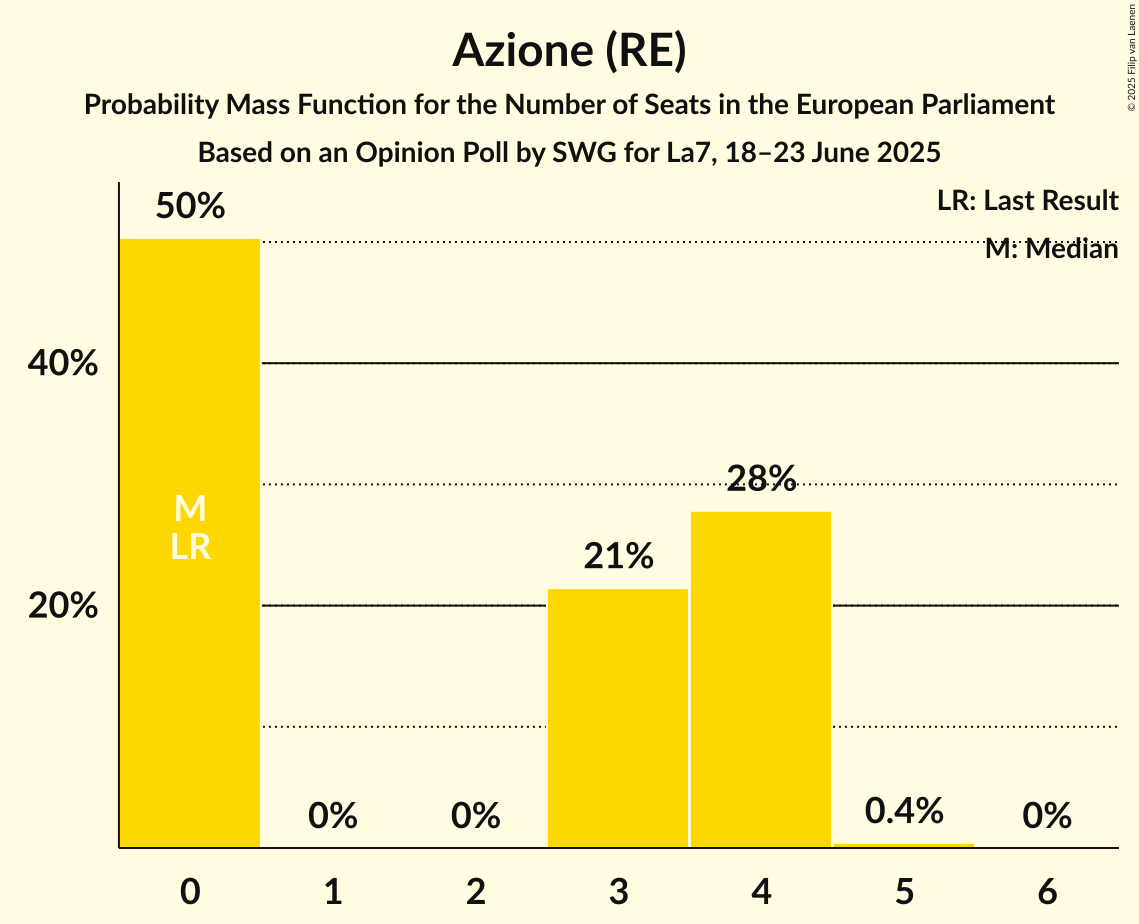 Azione (RE)
Probability Mass Function for the Number of Seats in the European Parliament
Based on an Opinion Poll by SWG for La7, 18–23 June 2025
© 2025 Filip van Laenen
LR: Last Result
M: Median
50%
40%
28%
21%
20%
M
LR
0%
0%
0.4%
0%
0
1
2
3
4
5
6